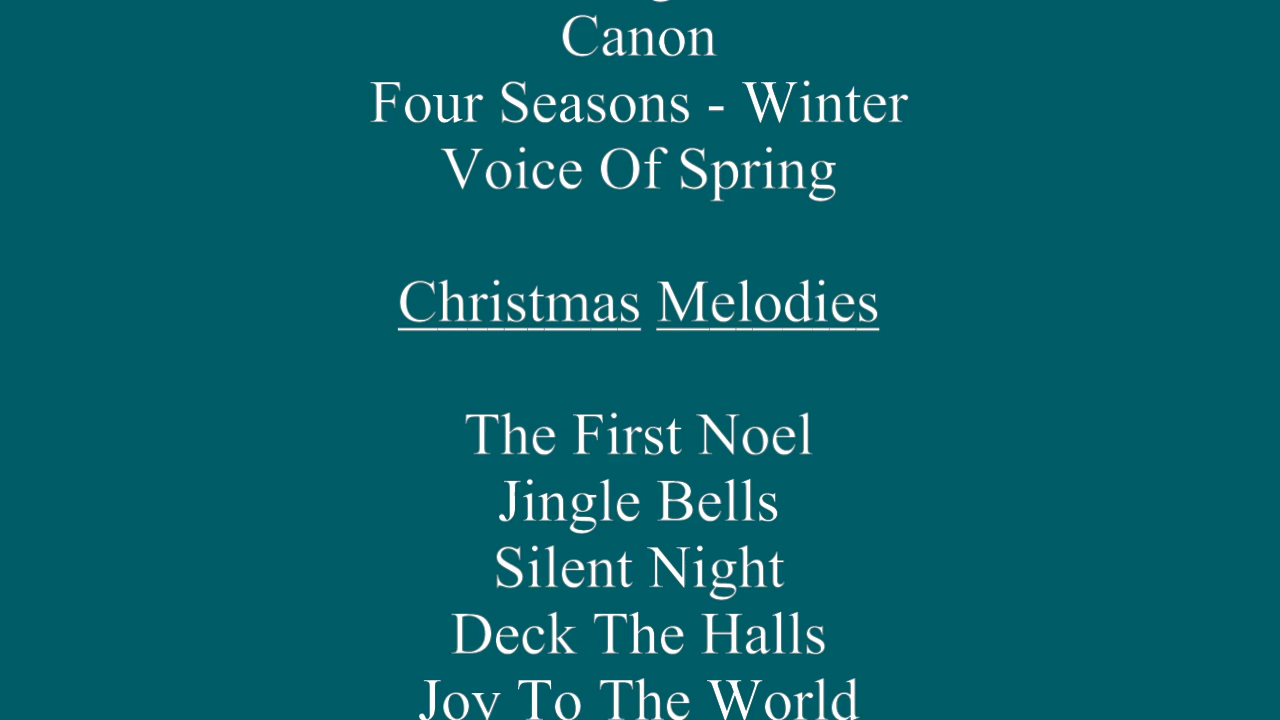 Canon
Four Seasons - Winter
Voice Of Spring
Christmas Melodies
The First Noel
Jingle Bells
Silent Night
Deck The Halls
Joy To The World